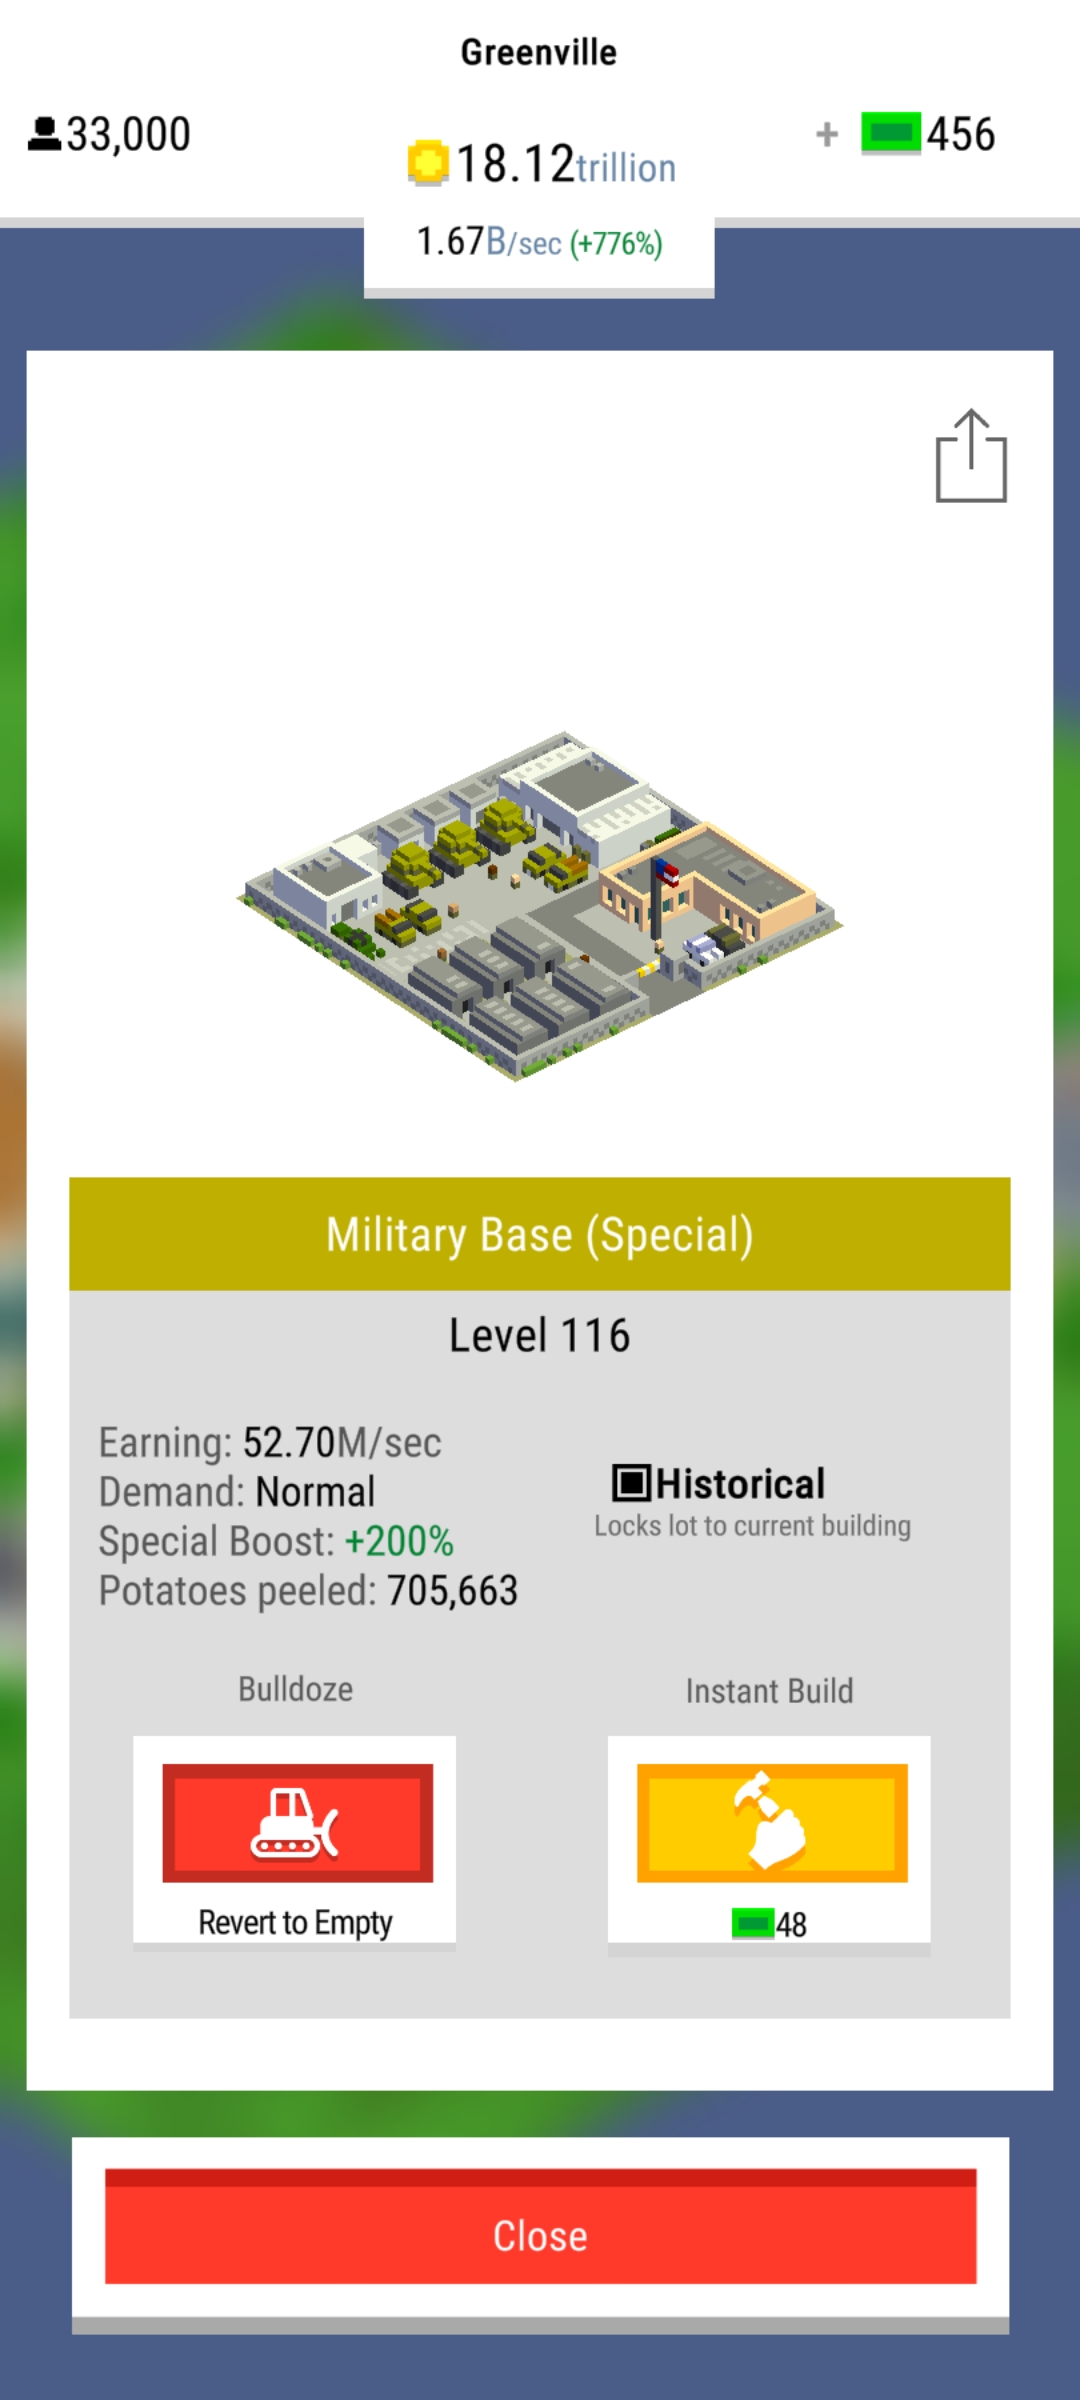 Greenville
33,000
18.12trillion
+ 456
1.67B/sec (+776%)
Military Base (Special)
Level 116
Earning: 52.70M/sec
Demand: Normal
Special Boost: +200%
Potatoes peeled: 705,663
Historical
Locks lot to current building
Bulldoze
Revert to Empty
Instant Build
48
Close